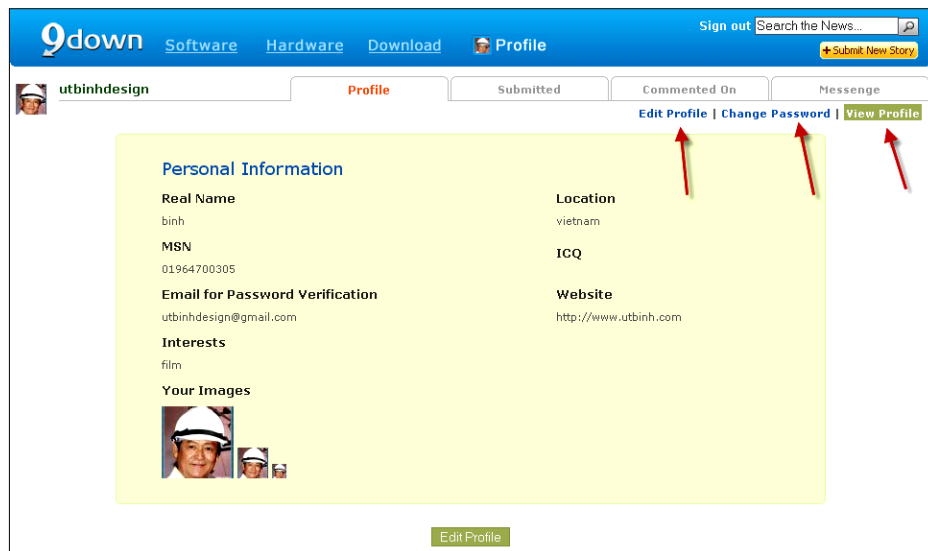 9down Software Hardware Download Profile
Sign out Search the News...
+ Submit New Story
utbinhdesign Profile Submitted Commented On Messenge
Edit Profile | Change Password | View Profile
Personal Information
Real Name Location
binh vietnam
MSN ICQ
01964700305
Email for Password Verification Website
utbinhdesign@gmail.com http://www.utbinh.com
Interests
film
Your Images
Edit Profile